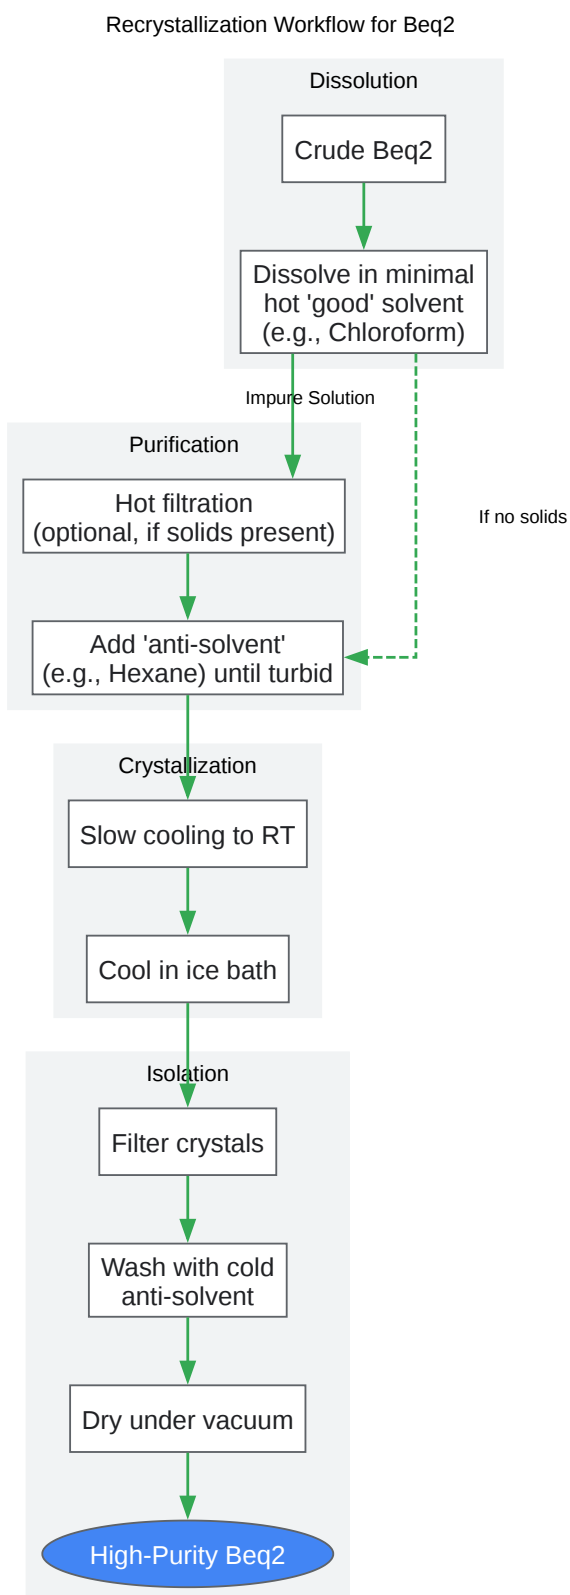 Recrystallization Workflow for Beq2
Dissolution
Crude Beq2
Dissolve in minimal
hot 'good' solvent
(e.g., Chloroform)
Impure Solution
Purification
Hot filtration
(optional, if solids present)
If no solids
Add 'anti-solvent'
(e.g., Hexane) until turbid
Crystallization
Slow cooling to RT
Cool in ice bath
Isolation
Filter crystals
Wash with cold
anti-solvent
Dry under vacuum
High-Purity Beq2